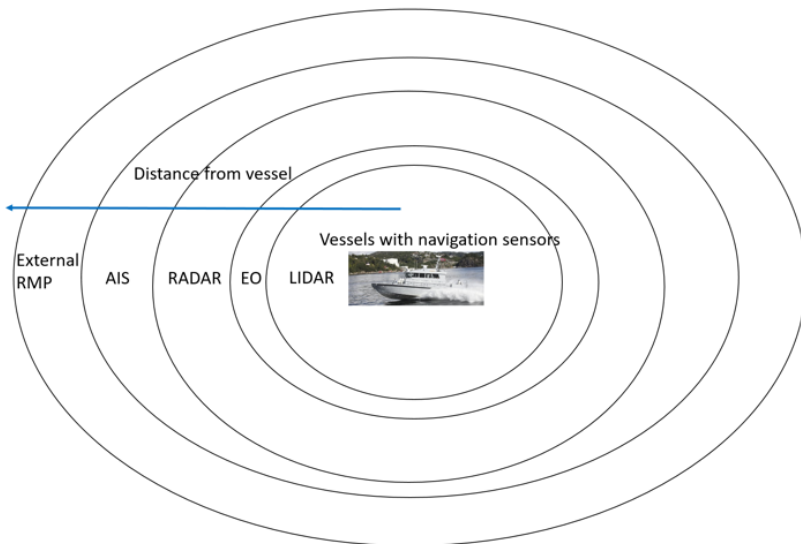 Distance from vessel
Vessels with navigation sensors
External
RMP
AIS
RADAR
EO
LIDAR